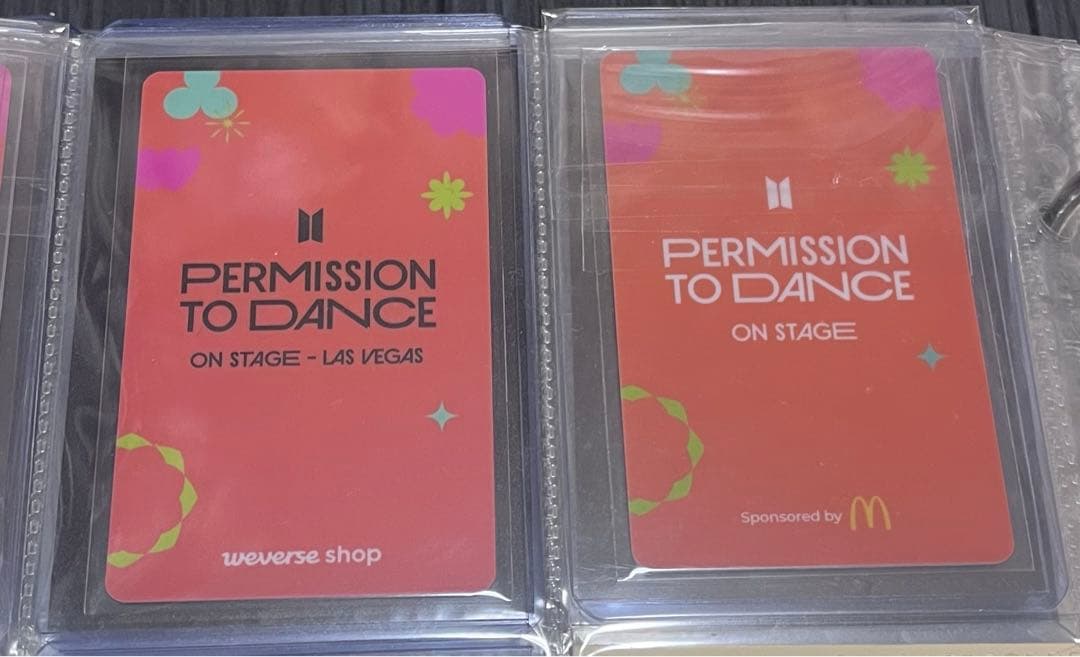 PERMISSION
TO DANCE
ON STAGE - LAS VEGAS
weverse shop
PERMISSION
TO DANCE
ON STAGE
Sponsored by